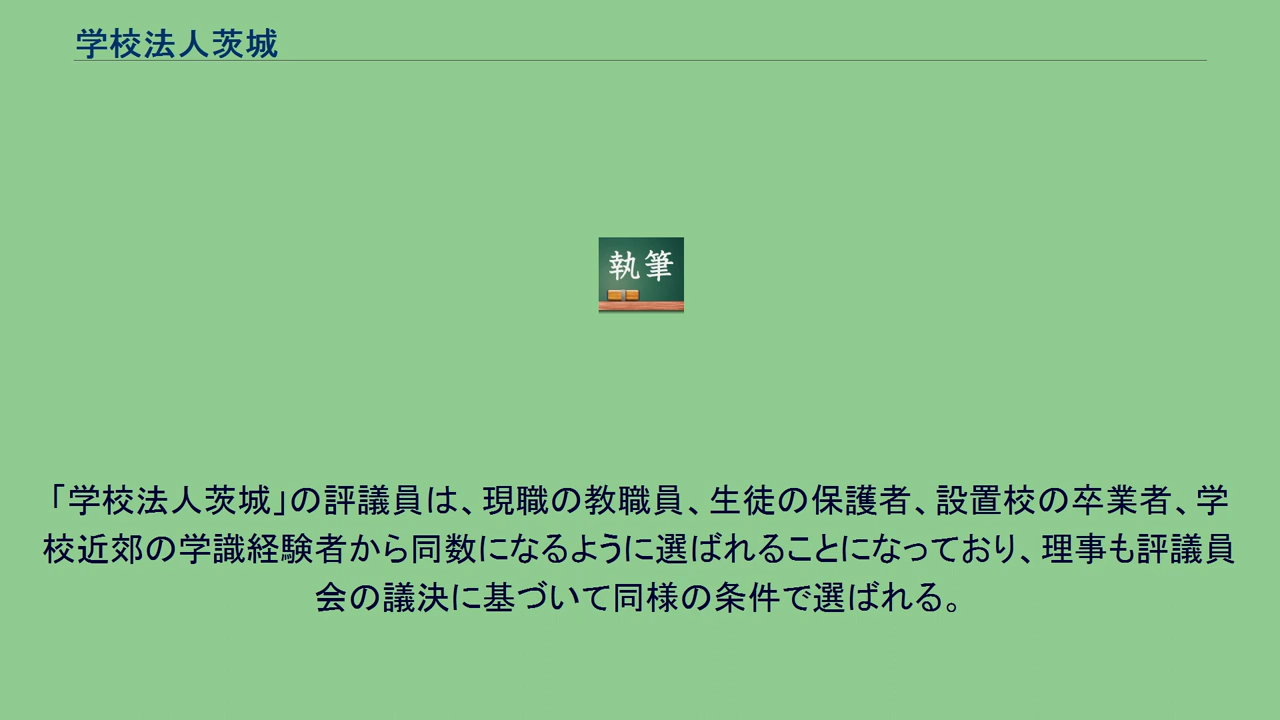 学校法人茨城
執筆
「学校法人茨城」の評議員は、現職の教職員、生徒の保護者、設置校の卒業者、学
校近郊の学識経験者から同数になるように選ばれることになっており、理事も評議員
会の議決に基づいて同様の条件で選ばれる。